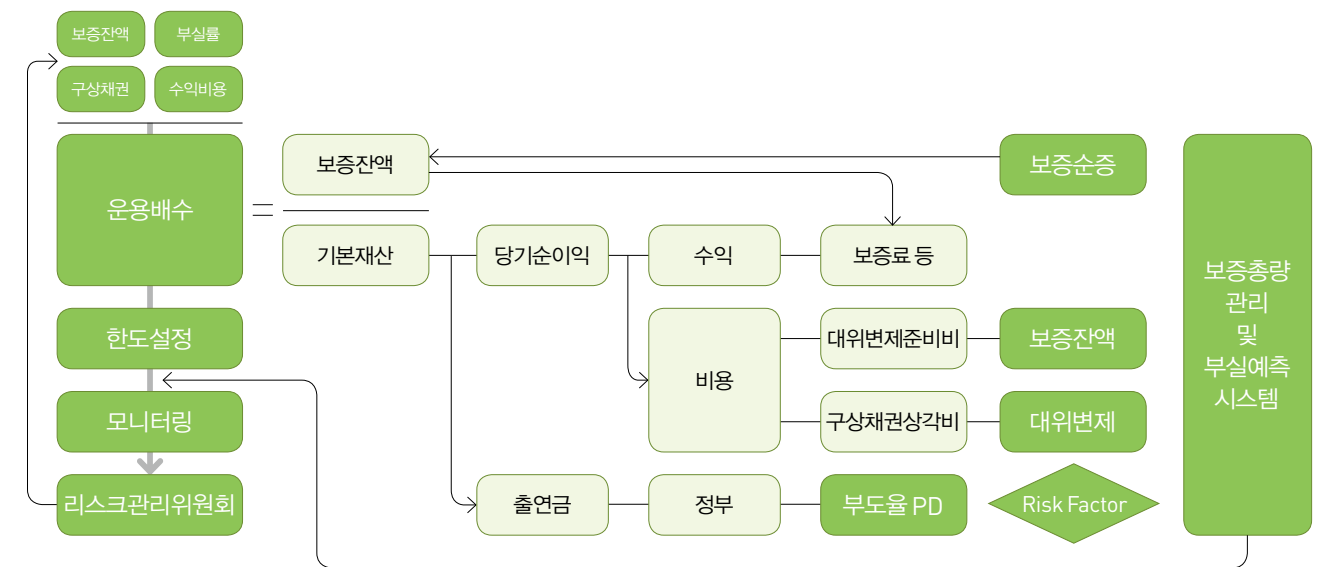 보증잔액
부실률
구상채권
수익비용
운용배수
보증잔액
보증순증
기본재산
당기순이익
수익
보증료 등
보증총량
관리
및
부실예측
시스템
한도설정
비용
대위변제준비비
보증잔액
모니터링
구상채권상각비
대위변제
리스크관리위원회
출연금
정부
부도율 PD
Risk Factor